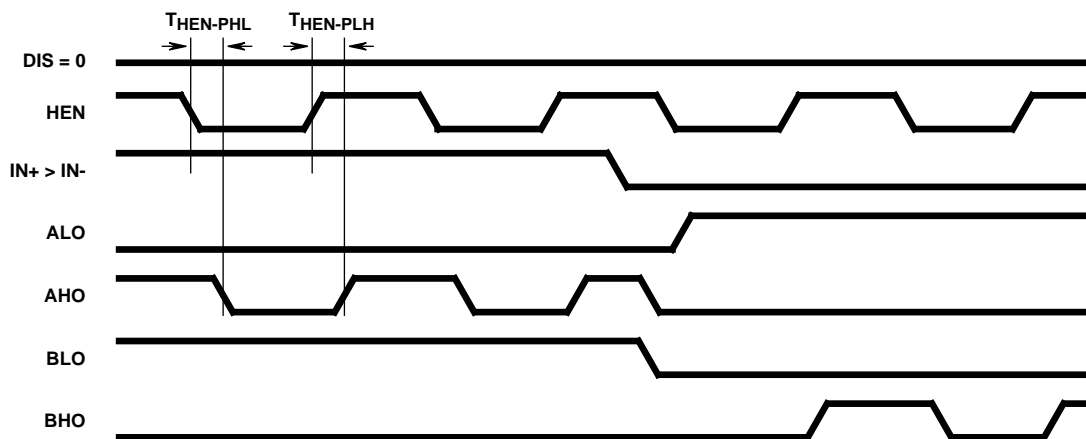 THEN-PHL THEN-PLH
DIS = 0
HEN
IN+ > IN-
ALO
AHO
BLO
BHO